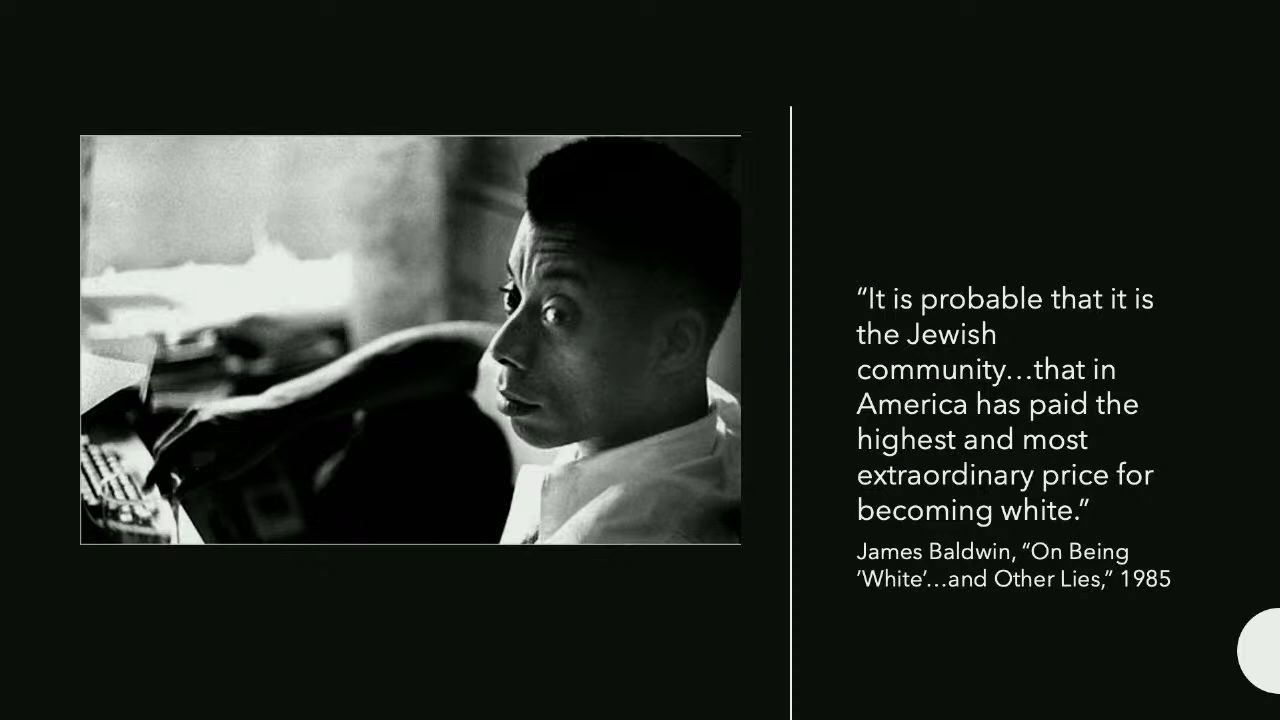 “It is probable that it is
the Jewish
community…that in
America has paid the
highest and most
extraordinary price for
becoming white.”
James Baldwin, “On Being
’White’…and Other Lies,” 1985